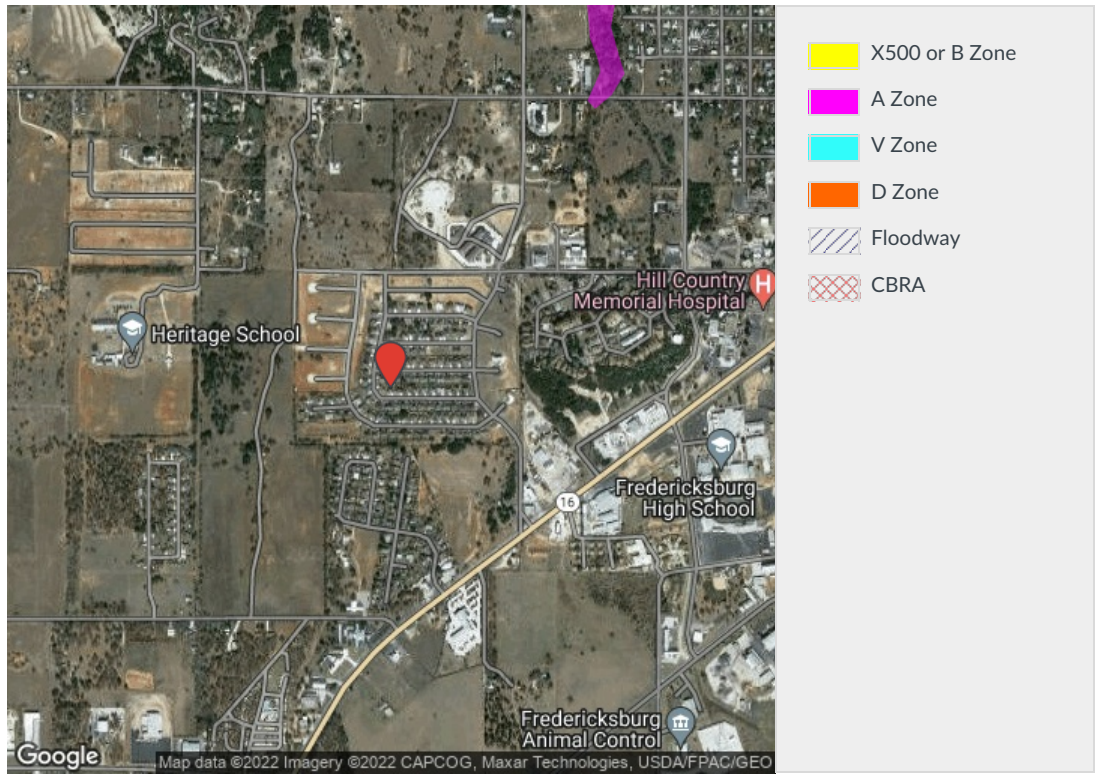 Hill Country
Memorial Hospital
H
Heritage School
16
Fredericksburg
High School
Fredericksburg
Animal Control
Google
Map data ©2022 Imagery ©2022 CAPCOG, Maxar Technologies, USDA/FPAC/GEO
X500 or B Zone
A Zone
V Zone
D Zone
Floodway
CBRA